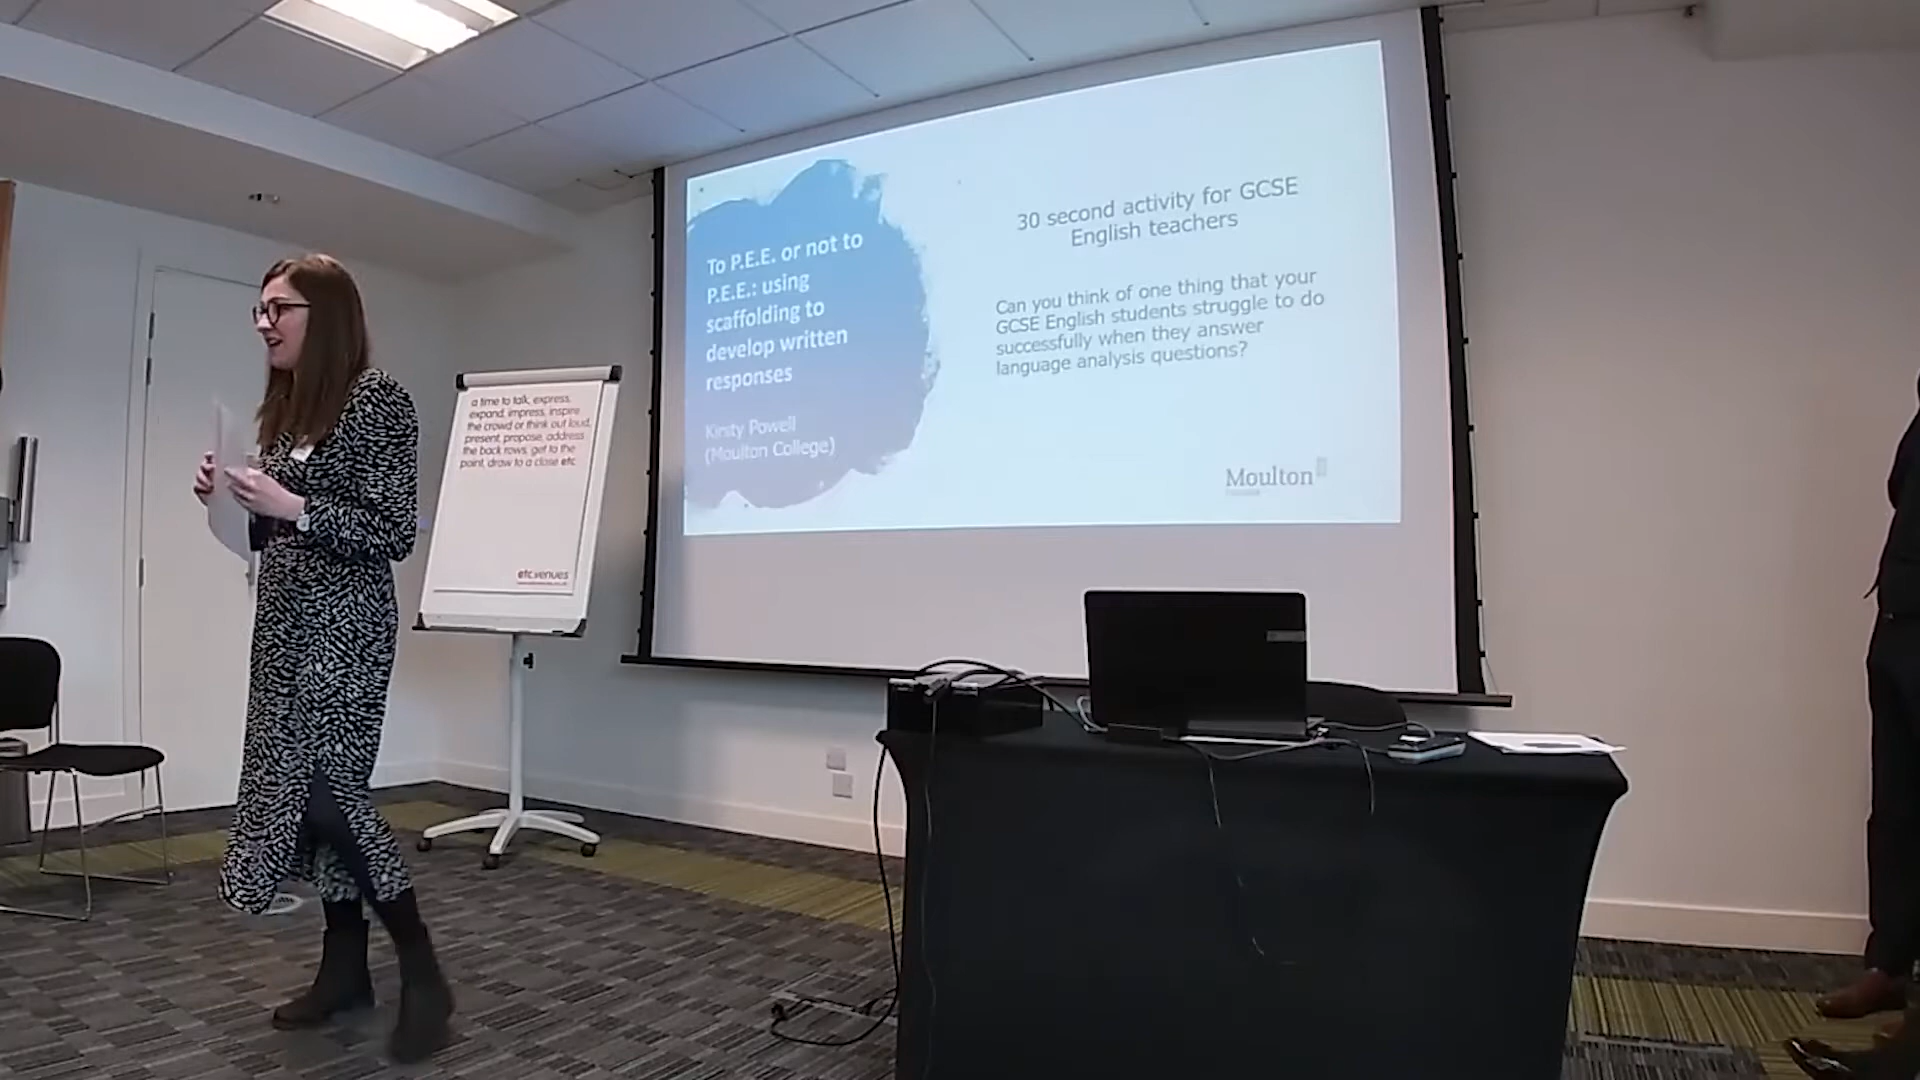 a time to talk, express,
expand, impress, inspire
the crowd or think out loud,
present, propose, address
the back rows, get to the
point, draw to a close etc
etc.venues
To P.E.E. or not to
P.E.E.: using
scaffolding to
develop written
responses
Kirsty Powell
(Moulton College)
30 second activity for GCSE
English teachers
Can you think of one thing that your
GCSE English students struggle to do
successfully when they answer
language analysis questions?
Moulton